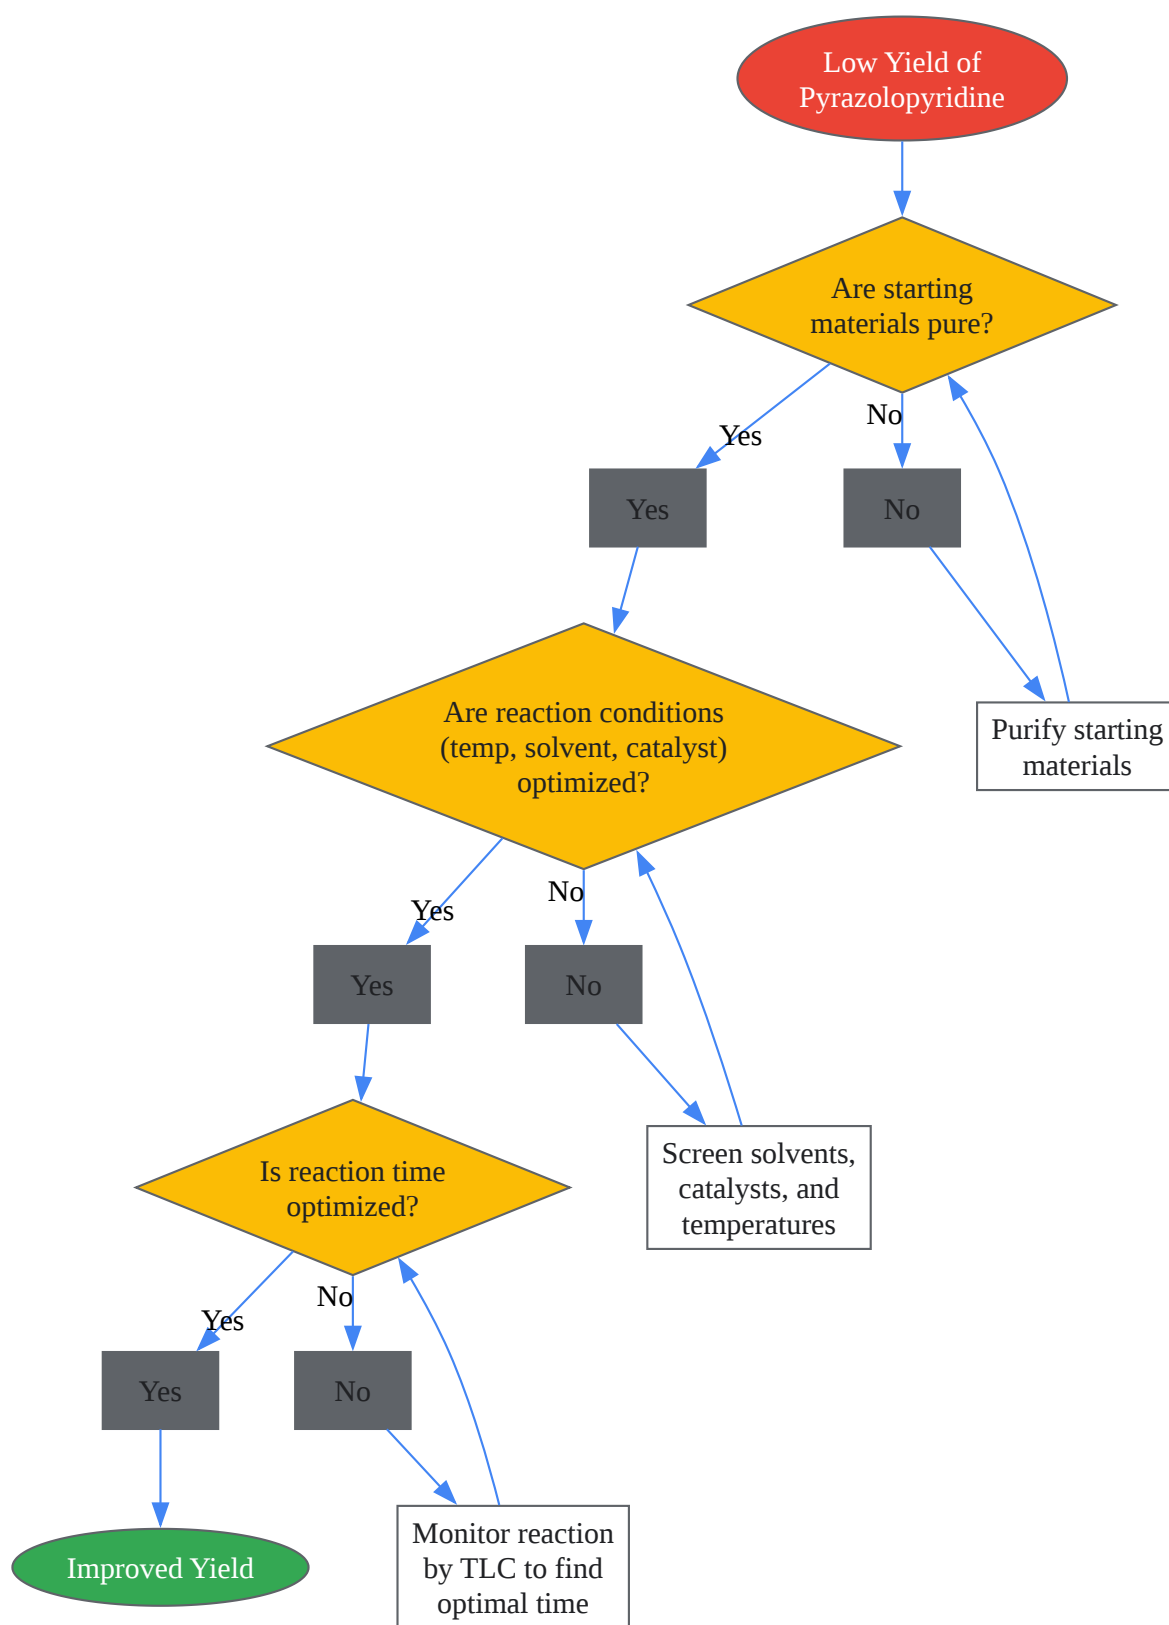 Low Yield of
Pyrazolopyridine
Are starting
materials pure?
Yes
No
Yes
No
Purify starting
materials
Are reaction conditions
(temp, solvent, catalyst)
optimized?
Yes
No
Yes
No
Screen solvents,
catalysts, and
temperatures
Is reaction time
optimized?
Yes
No
Yes
No
Monitor reaction
by TLC to find
optimal time
Improved Yield